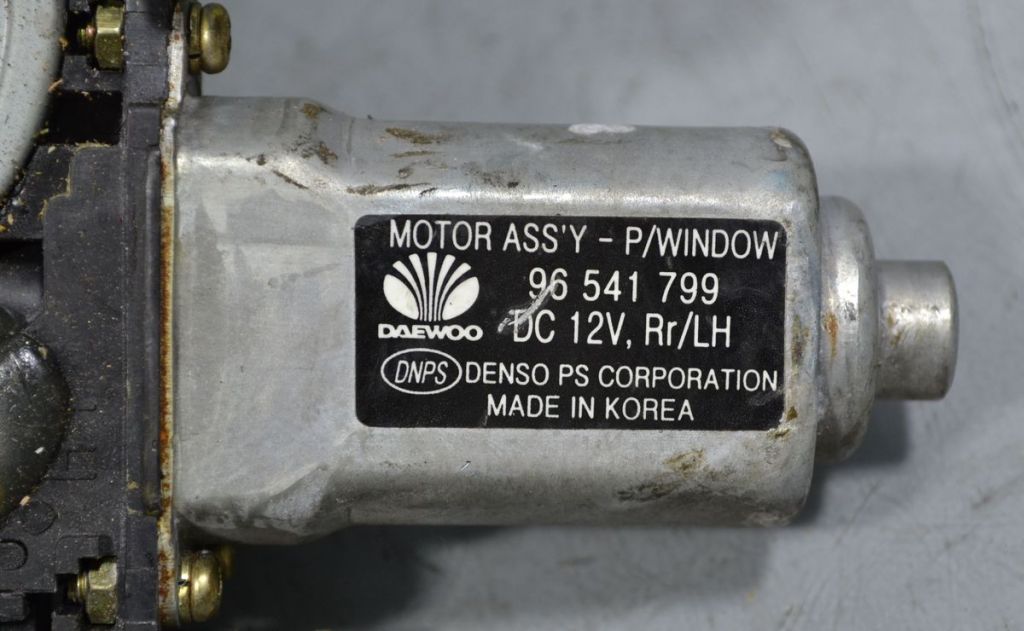 MOTOR ASS'Y - P/WINDOW
96 541 799
DAEWOO
DC 12V, Rr/LH
DNPS DENSO PS CORPORATION
MADE IN KOREA